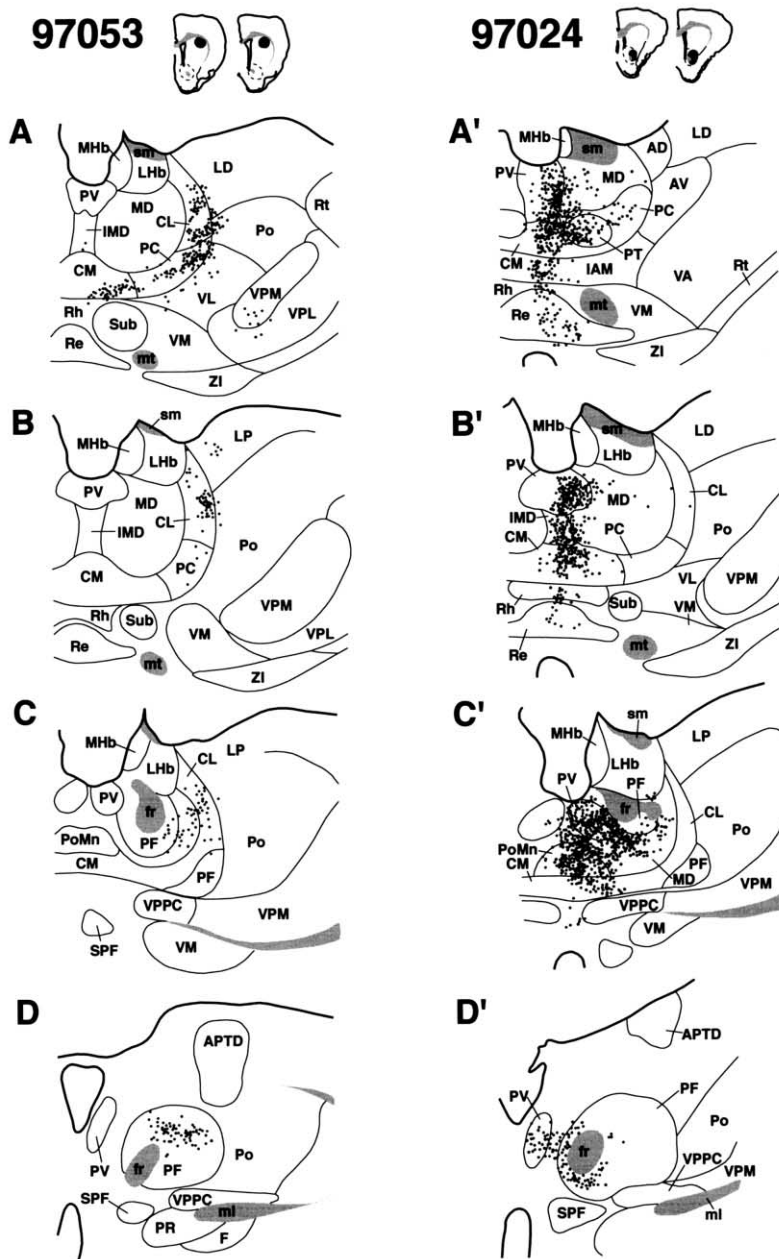 97053
97024
A
MHb
sm
LHb
LD
PV
MD
CL
IMD
PC
Po
Rt
CM
VL
VPM
VPL
Rh
Sub
Re
VM
mt
ZI
A'
MHb
sm
AD
LD
PV
MD
AV
PC
PT
CM
IAM
VA
Rt
Rh
Re
mt
VM
ZI
B
sm
MHb
LHb
LP
PV
MD
CL
IMD
PC
Po
CM
VPM
Rh
Sub
VM
VPL
Re
mt
ZI
B'
MHb
sm
LD
LHb
PV
MD
CL
IMD
CM
PC
Po
VL
VPM
Rh
Sub
VM
Re
mt
ZI
C
MHb
CL
LP
LHb
PV
fr
PoMn
PF
Po
CM
PF
VPPC
VPM
SPF
VM
C'
sm
MHb
LP
LHb
PV
PF
fr
CL
Po
PoMn
CM
PF
MD
VPM
VPPC
VM
D
APTD
PV
fr
PF
Po
SPF
VPPC
ml
PR
F
D'
APTD
PV
PF
Po
fr
VPPC
VPM
SPF
ml